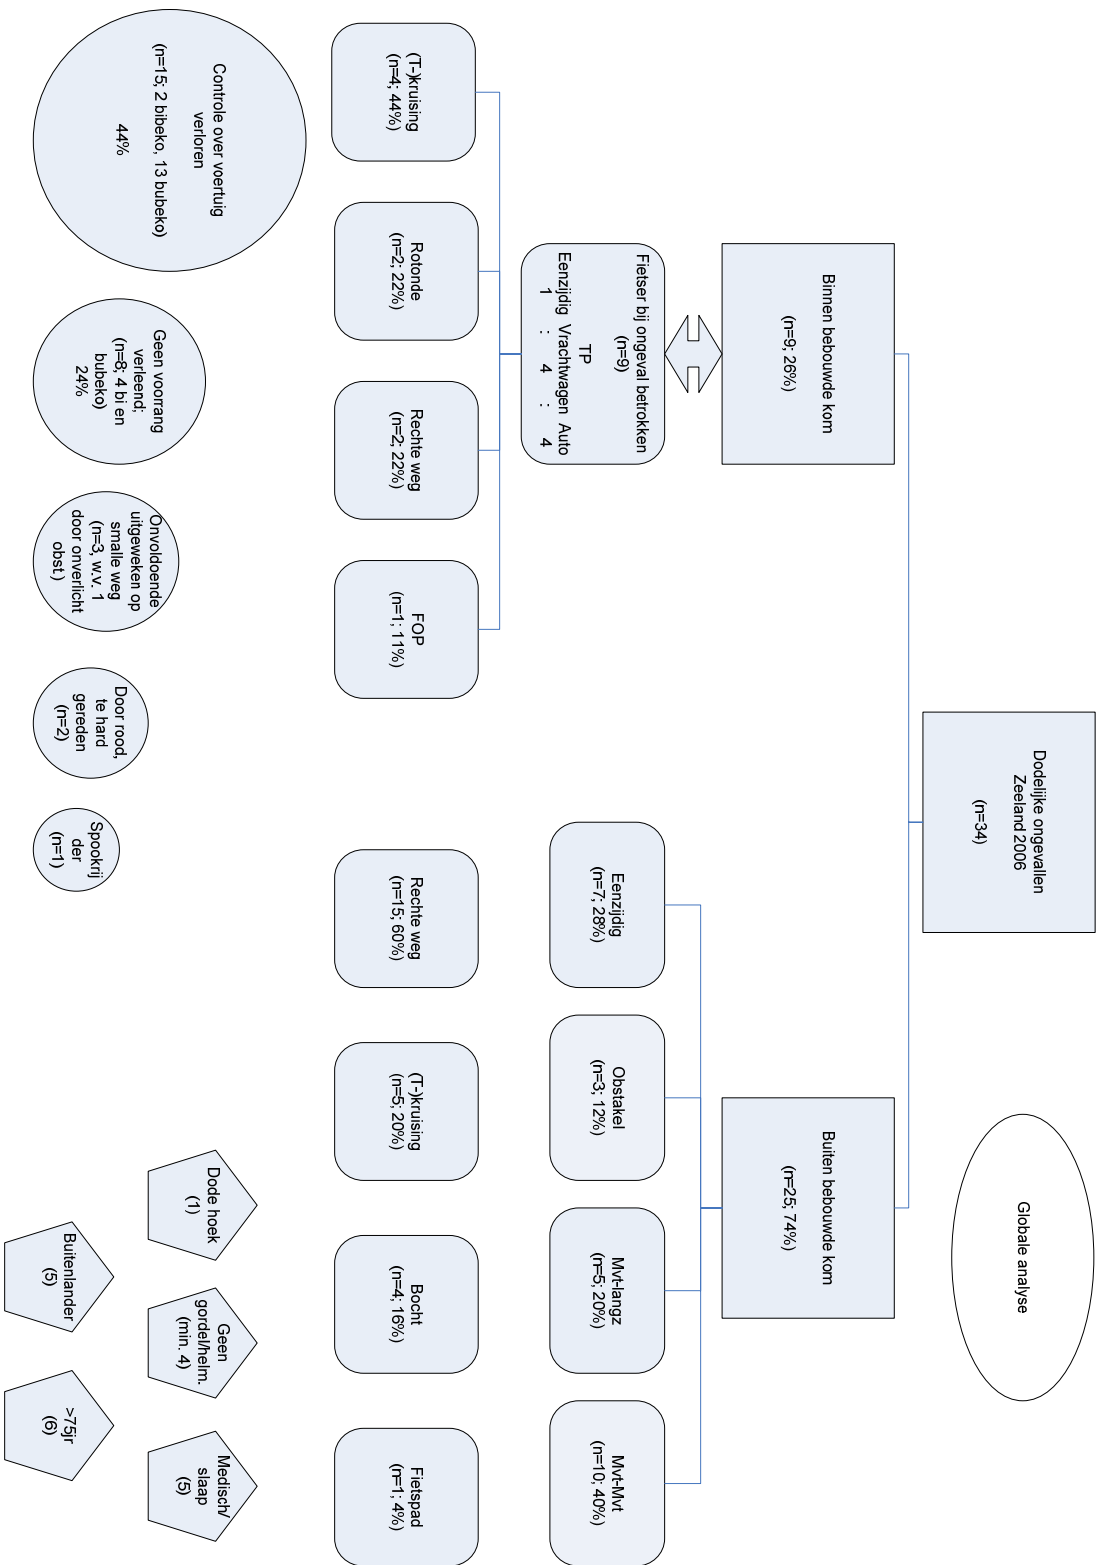 Globale analyse
Dodelijke ongevallen
Zeeland 2006
(n=34)
Binnen bebouwde kom
(n=9; 26%)
Buiten bebouwde kom
(n=25; 74%)
Fietser bij ongeval betrokken
(n=9)
TP
Eenzijdig Vrachtwagen Auto
1 : 4 : 4
Eenzijdig
(n=7; 28%)
Obstakel
(n=3; 12%)
Mvt-langz
(n=5; 20%)
Mvt-Mvt
(n=10; 40%)
(T-)kruising
(n=4; 44%)
Rotonde
(n=2; 22%)
Rechte weg
(n=2; 22%)
FOP
(n=1; 11%)
Rechte weg
(n=15; 60%)
(T-)kruising
(n=5; 20%)
Bocht
(n=4; 16%)
Fietspad
(n=1; 4%)
Controle over voertuig
verloren
(n=15; 2 bibeko, 13 bubeko)
44%
Geen voorrang
verleend;
(n=8; 4 bi en
bubeko)
24%
Onvoldoende
uitgeweken op
smalle weg
(n=3, w.v. 1
door onverlicht
obst.)
Door rood,
te hard
gereden
(n=2)
Spookrij
der
(n=1)
Dode hoek
(1)
Geen
gordel/helm.
(min. 4)
Medisch/
slaap
(5)
Buitenlander
(5)
>75jr
(6)